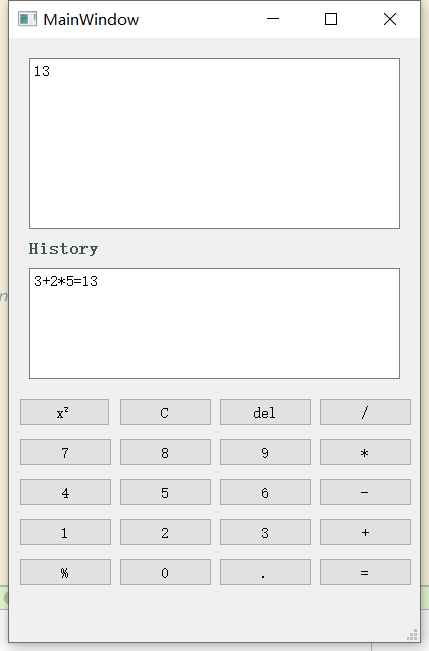 MainWindow
13
History
3+2*5=13
x² C del /
7 8 9 *
4 5 6 -
1 2 3 +
% 0 . =
n